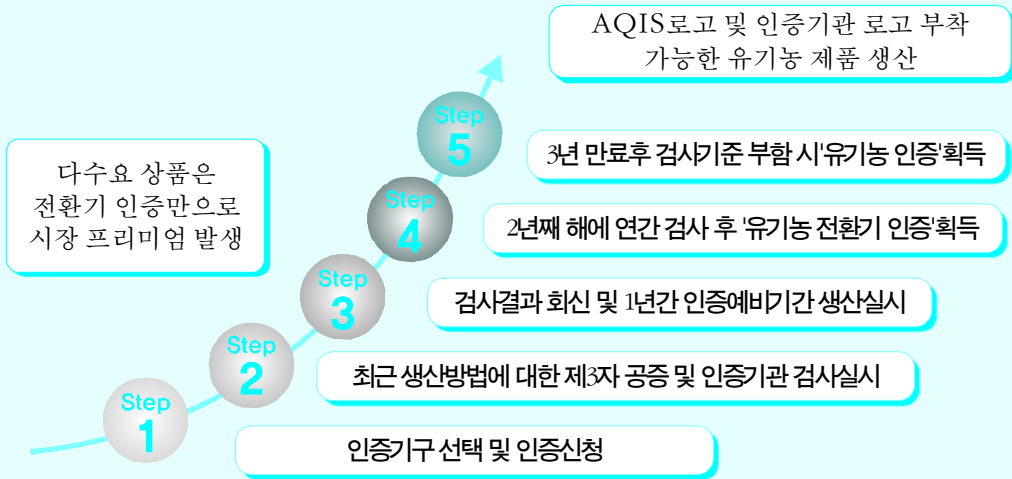 AQIS로고 및 인증기관 로고 부착
가능한 유기농 제품 생산
Step
5
3년 만료후 검사기준 부합 시'유기농 인증'획득
다수요 상품은
전환기 인증만으로
시장 프리미엄 발생
Step
4
2년째 해에 연간 검사 후 '유기농 전환기 인증'획득
Step
3
검사결과 회신 및 1년간 인증예비기간 생산실시
Step
2
최근 생산방법에 대한 제3자 공증 및 인증기관 검사실시
Step
1
인증기구 선택 및 인증신청